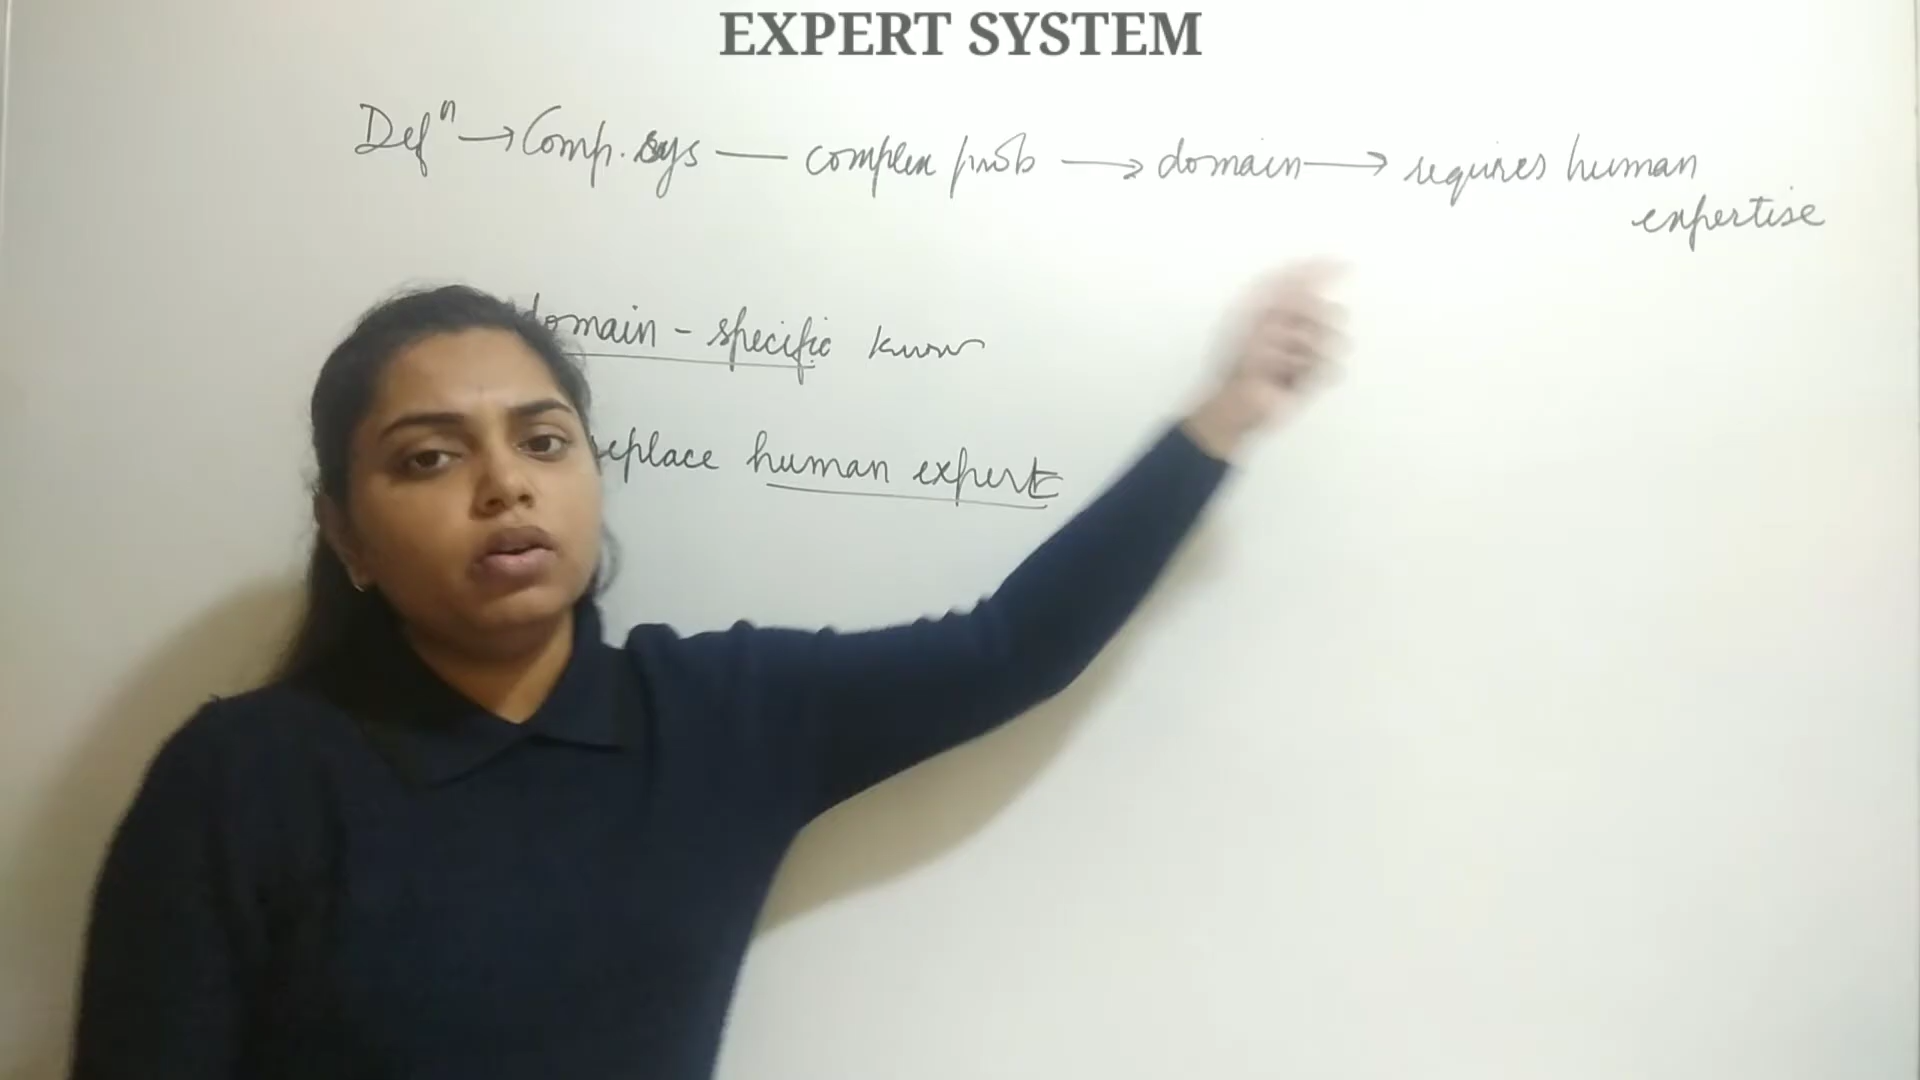 EXPERT SYSTEM
Defⁿ → Comp. sys — complex prob → domain → requires human
expertise
domain - specific know
replace human expert